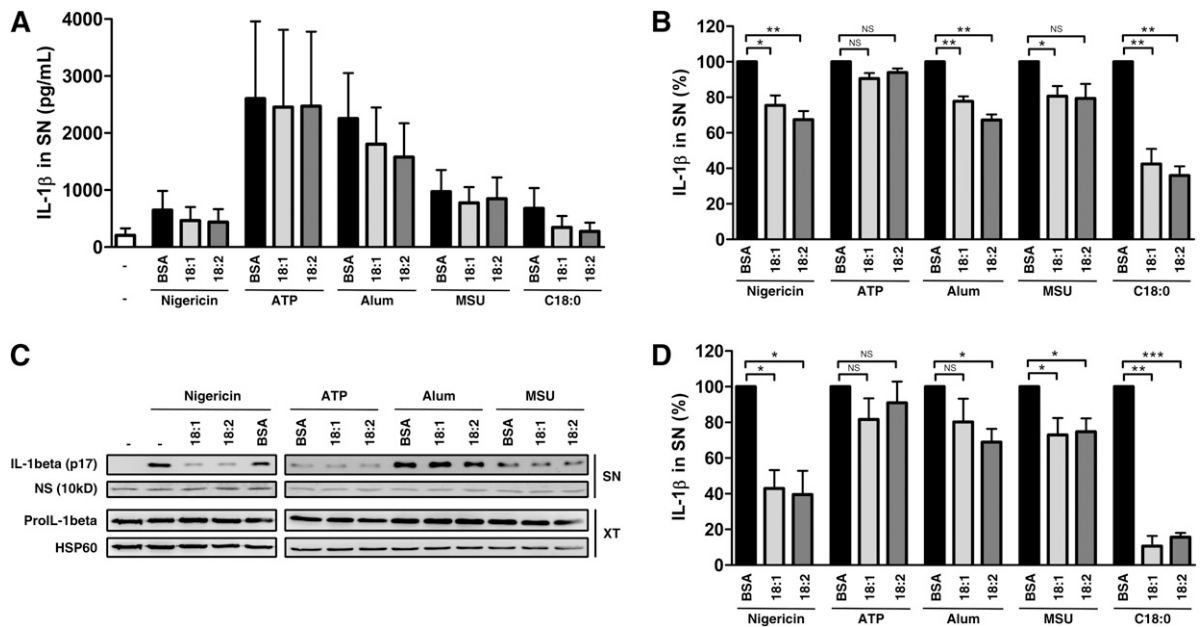 A
IL-1β in SN (pg/mL)
4000
3000
2000
1000
0
- BSA 18:1 18:2 BSA 18:1 18:2 BSA 18:1 18:2 BSA 18:1 18:2 BSA 18:1 18:2
- Nigericin ATP Alum MSU C18:0
B
IL-1β in SN (%)
120
100
80
60
40
20
0
* ** NS NS ** ** * NS ** **
BSA 18:1 18:2 BSA 18:1 18:2 BSA 18:1 18:2 BSA 18:1 18:2 BSA 18:1 18:2
Nigericin ATP Alum MSU C18:0
C
Nigericin ATP Alum MSU
- - 18:1 18:2 BSA BSA 18:1 18:2 BSA 18:1 18:2 BSA 18:1 18:2
IL-1beta (p17)
NS (10kD)
SN
ProIL-1beta
HSP60
XT
D
IL-1β in SN (%)
120
100
80
60
40
20
0
* * NS NS NS * * * ** ***
BSA 18:1 18:2 BSA 18:1 18:2 BSA 18:1 18:2 BSA 18:1 18:2 BSA 18:1 18:2
Nigericin ATP Alum MSU C18:0